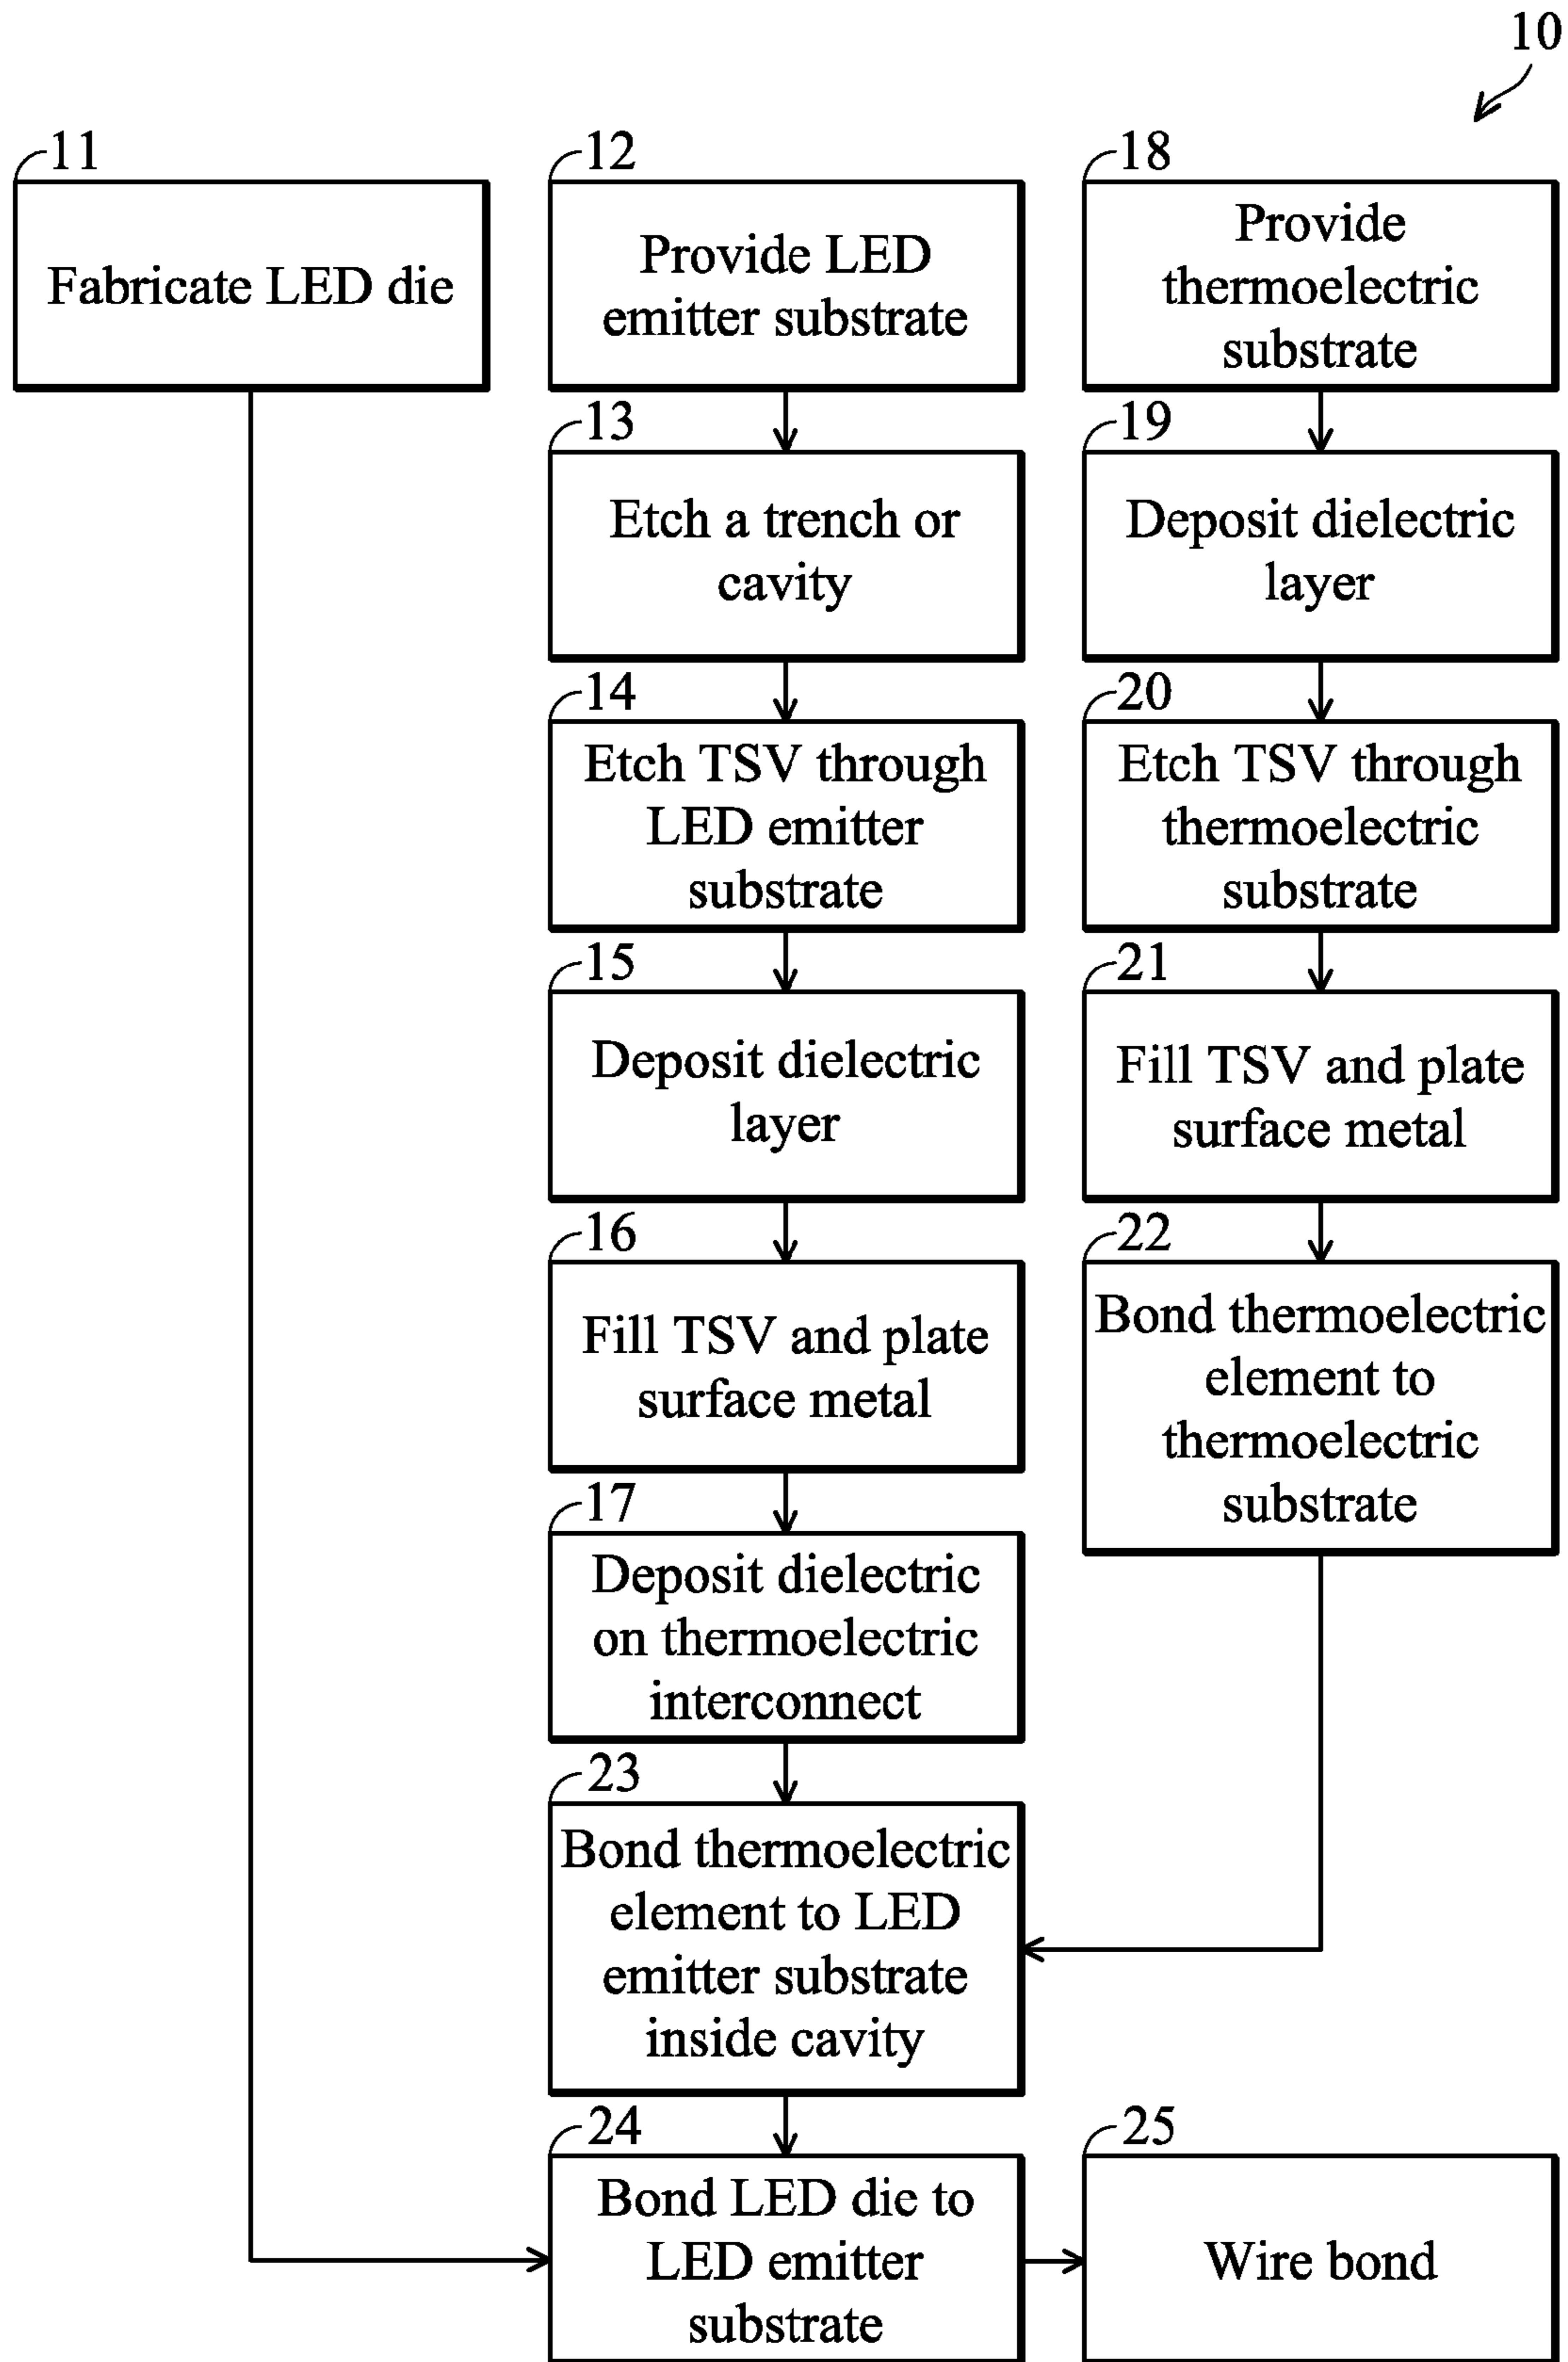 10
11
Fabricate LED die
12
Provide LED
emitter substrate
13
Etch a trench or
cavity
14
Etch TSV through
LED emitter
substrate
15
Deposit dielectric
layer
16
Fill TSV and plate
surface metal
17
Deposit dielectric
on thermoelectric
interconnect
18
Provide
thermoelectric
substrate
19
Deposit dielectric
layer
20
Etch TSV through
thermoelectric
substrate
21
Fill TSV and plate
surface metal
22
Bond thermoelectric
element to
thermoelectric
substrate
23
Bond thermoelectric
element to LED
emitter substrate
inside cavity
24
Bond LED die to
LED emitter
substrate
25
Wire bond